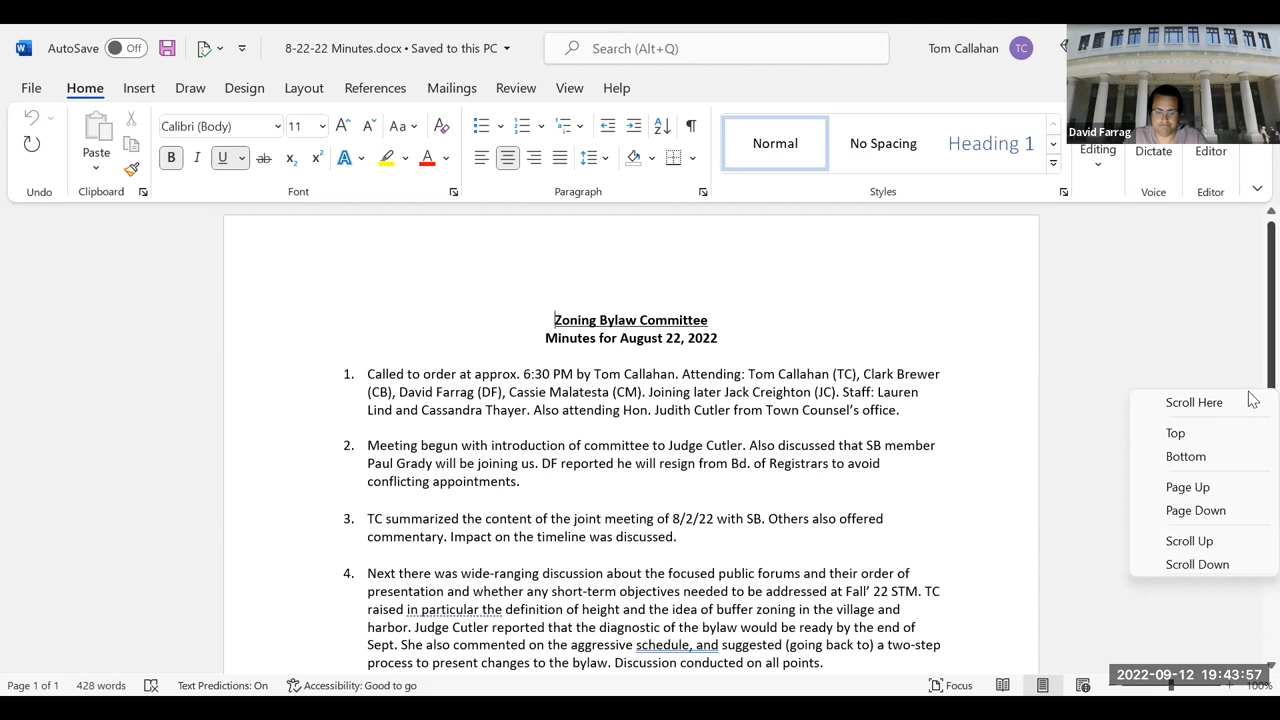 AutoSave Off 8-22-22 Minutes.docx • Saved to this PC Search (Alt+Q) Tom Callahan TC
File Home Insert Draw Design Layout References Mailings Review View Help
David Farrag
Calibri (Body) 11 Aa
Paste
Normal No Spacing Heading 1
Editing Dictate Editor
Undo Clipboard Font Paragraph Styles Voice Editor
Zoning Bylaw Committee
Minutes for August 22, 2022
1. Called to order at approx. 6:30 PM by Tom Callahan. Attending: Tom Callahan (TC), Clark Brewer
(CB), David Farrag (DF), Cassie Malatesta (CM). Joining later Jack Creighton (JC). Staff: Lauren
Lind and Cassandra Thayer. Also attending Hon. Judith Cutler from Town Counsel's office.
2. Meeting begun with introduction of committee to Judge Cutler. Also discussed that SB member
Paul Grady will be joining us. DF reported he will resign from Bd. of Registrars to avoid
conflicting appointments.
3. TC summarized the content of the joint meeting of 8/2/22 with SB. Others also offered
commentary. Impact on the timeline was discussed.
4. Next there was wide-ranging discussion about the focused public forums and their order of
presentation and whether any short-term objectives needed to be addressed at Fall' 22 STM. TC
raised in particular the definition of height and the idea of buffer zoning in the village and
harbor. Judge Cutler reported that the diagnostic of the bylaw would be ready by the end of
Sept. She also commented on the aggressive schedule, and suggested (going back to) a two-step
process to present changes to the bylaw. Discussion conducted on all points.
Scroll Here
Top
Bottom
Page Up
Page Down
Scroll Up
Scroll Down
2022-09-12 19:43:57
Page 1 of 1 428 words Text Predictions: On Accessibility: Good to go Focus 100%